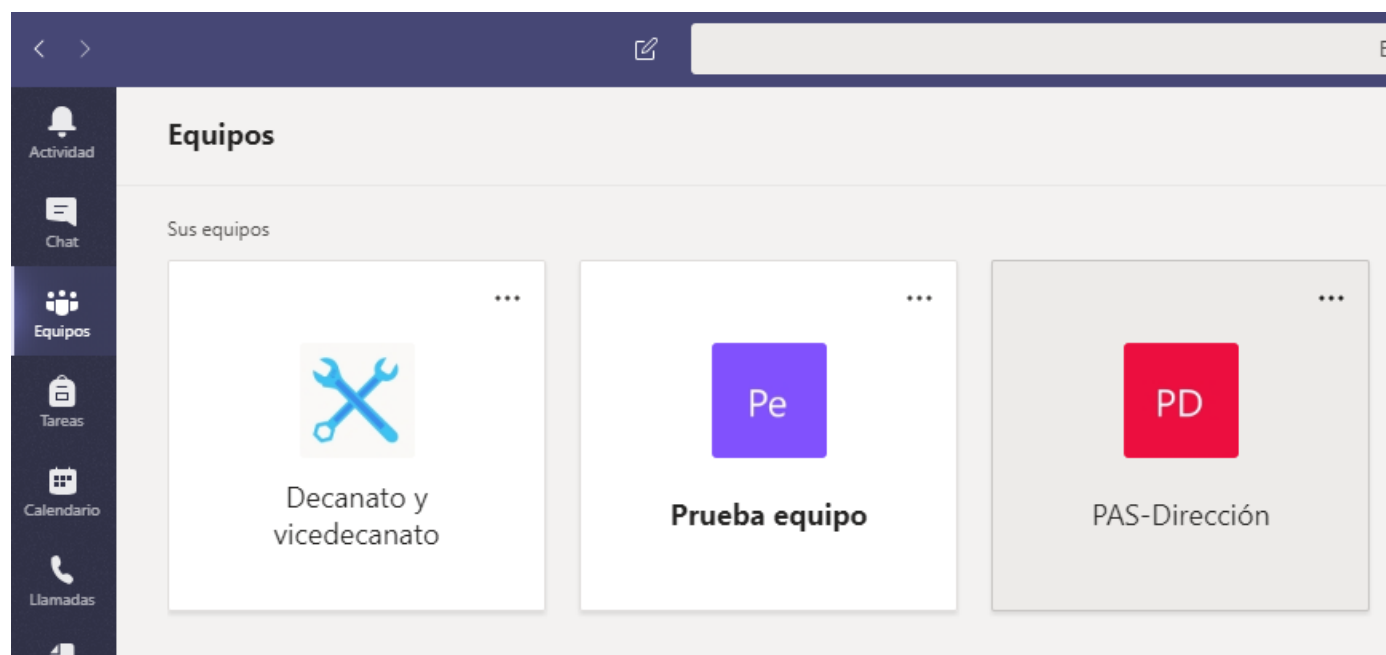 Equipos
Actividad
Chat
Equipos
Tareas
Calendario
Llamadas
Sus equipos
Decanato y
vicedecanato
Pe
Prueba equipo
PD
PAS-Dirección